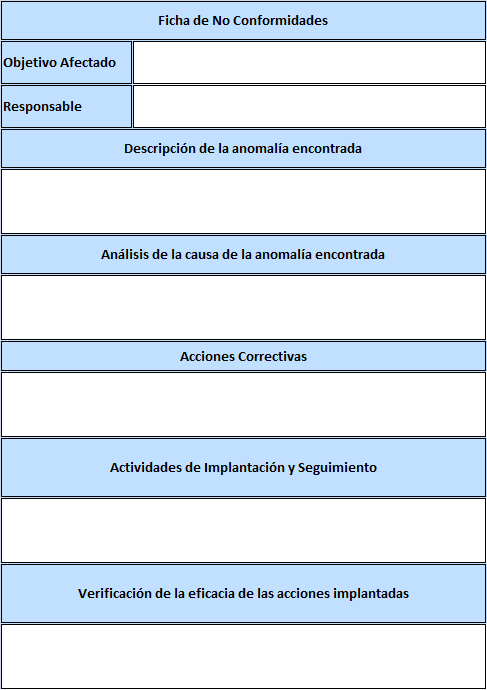 Ficha de No Conformidades
Objetivo Afectado
Responsable
Descripción de la anomalía encontrada
Análisis de la causa de la anomalía encontrada
Acciones Correctivas
Actividades de Implantación y Seguimiento
Verificación de la eficacia de las acciones implantadas